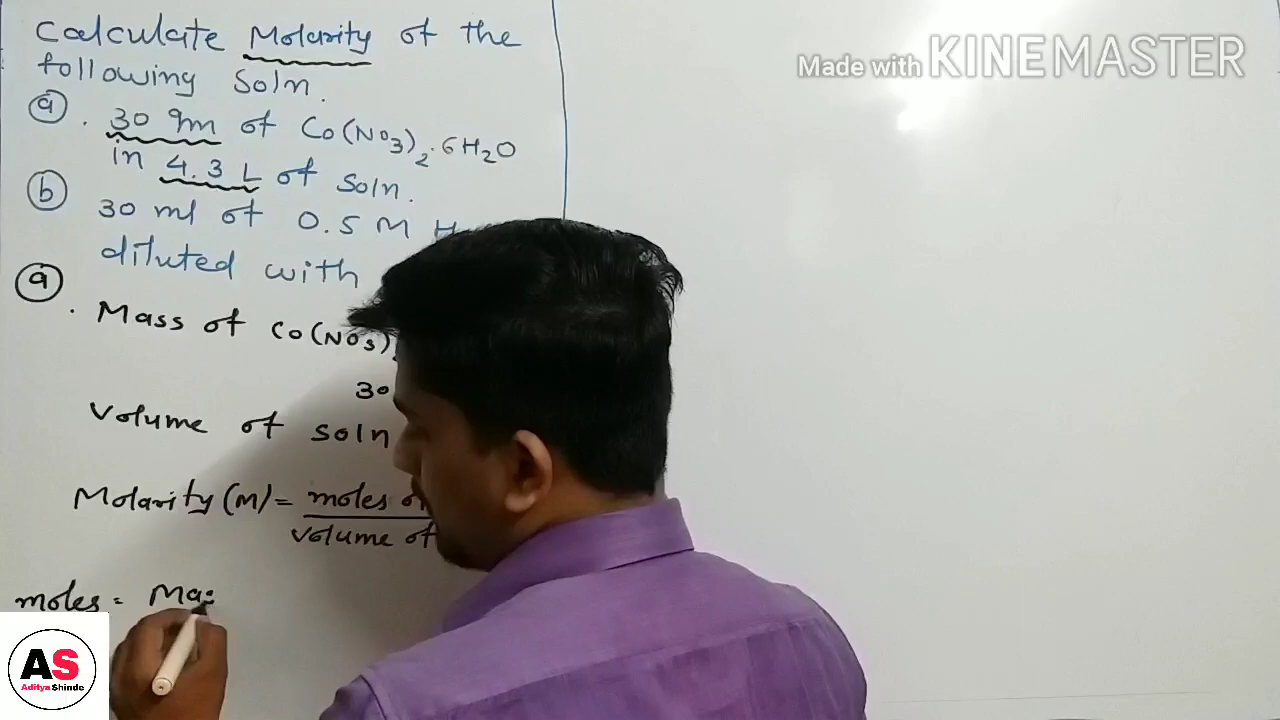 Calculate Molarity of the
following Soln.
(a). 30 gm of Co(NO3)2·6H2O
in 4.3 L of Soln.
(b) 30 ml of 0.5 M H
diluted with
(a). Mass of Co(NO3)
30
Volume of soln
Molarity (M) = moles of
volume of
moles = Mas
Made with KINEMASTER
AS
Aditya Shinde